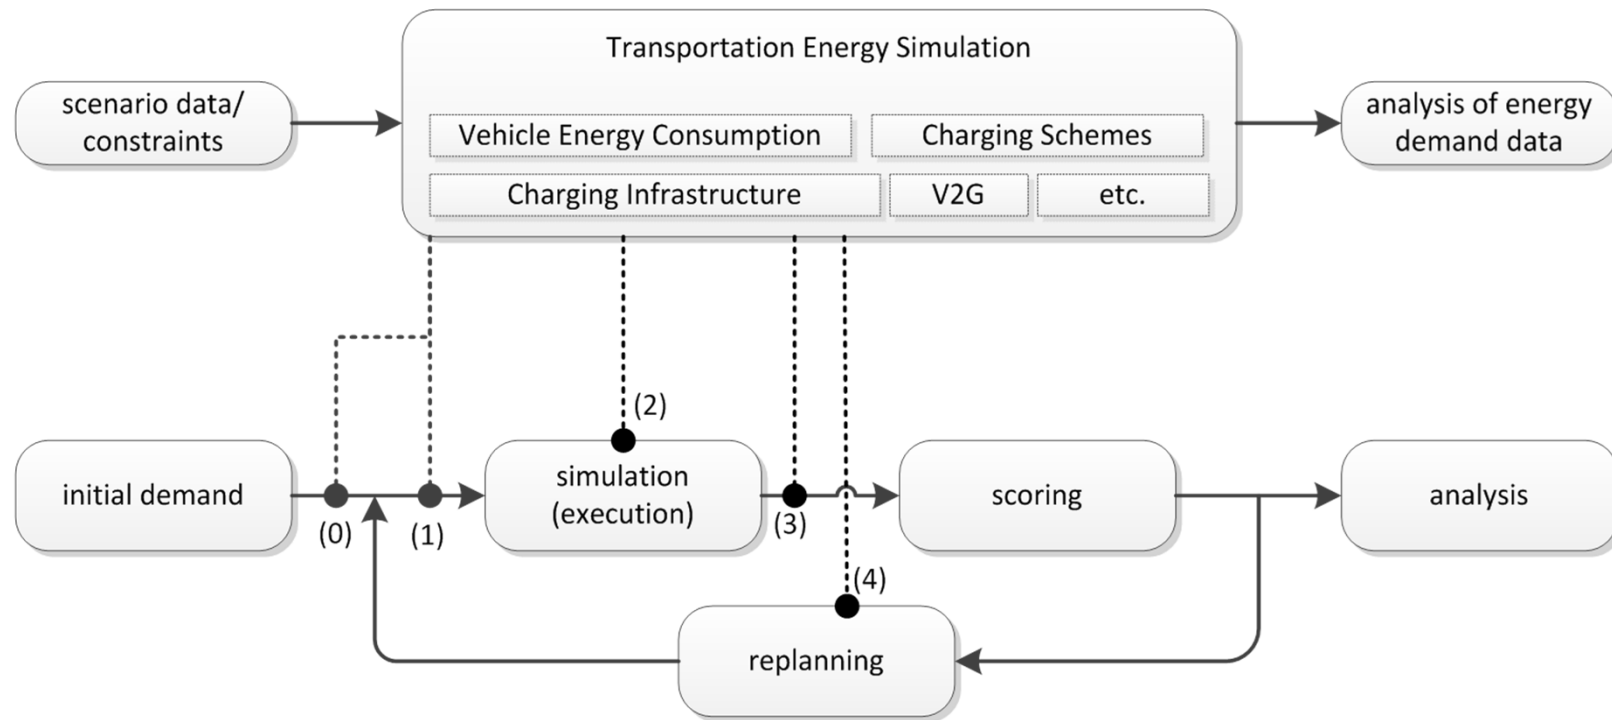 Transportation Energy Simulation
scenario data/
constraints
Vehicle Energy Consumption
Charging Schemes
Charging Infrastructure
V2G
etc.
analysis of energy
demand data
(2)
initial demand
(0)
(1)
simulation
(execution)
(3)
scoring
analysis
(4)
replanning